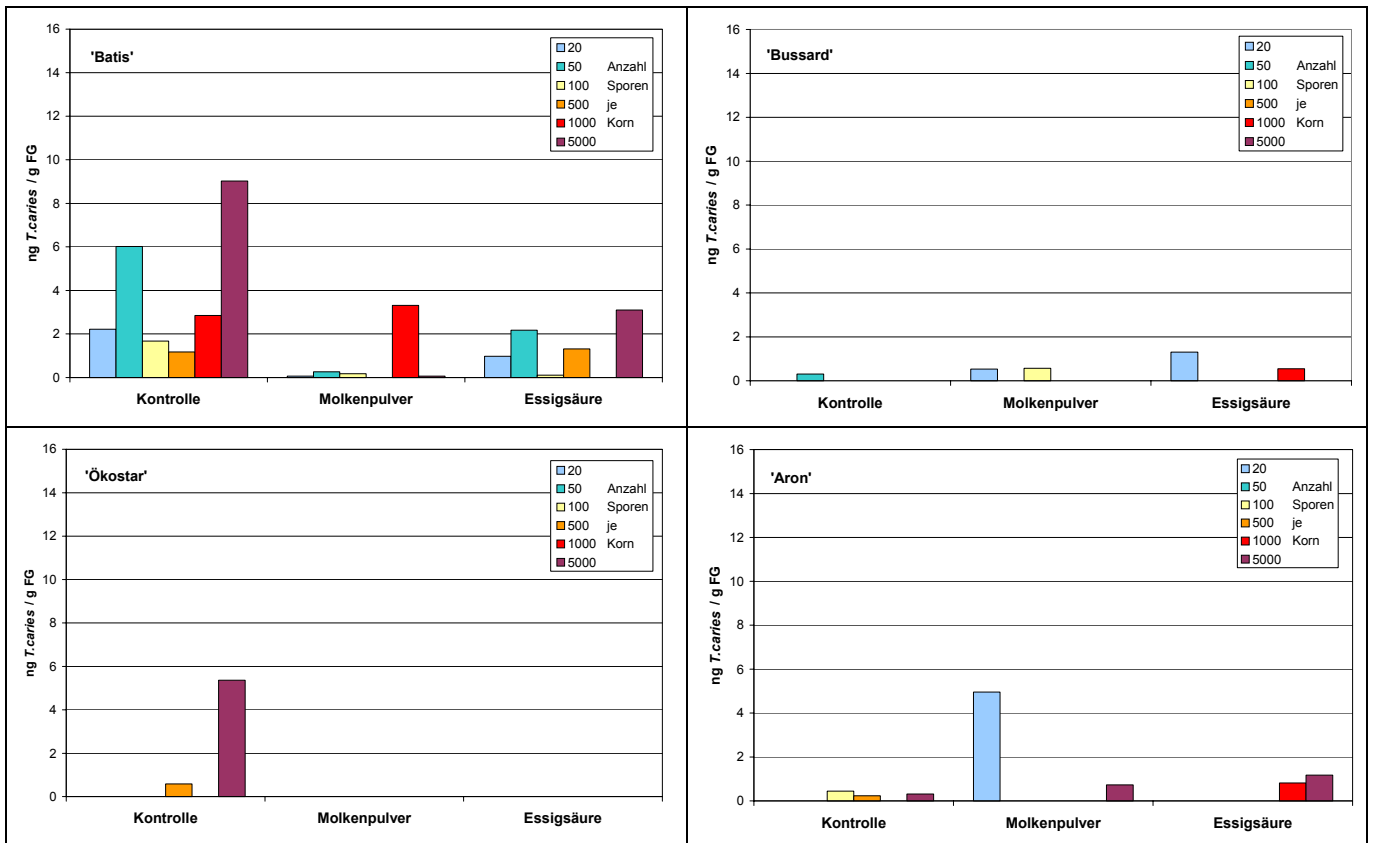 'Batis'
16
14
12
10
8
6
4
2
0
ng T.caries / g FG
20
50 Anzahl
100 Sporen
500 je
1000 Korn
5000
Kontrolle Molkenpulver Essigsäure
'Bussard'
16
14
12
10
8
6
4
2
0
ng T.caries / g FG
20
50 Anzahl
100 Sporen
500 je
1000 Korn
5000
Kontrolle Molkenpulver Essigsäure
'Ökostar'
16
14
12
10
8
6
4
2
0
ng T.caries / g FG
20
50 Anzahl
100 Sporen
500 je
1000 Korn
5000
Kontrolle Molkenpulver Essigsäure
'Aron'
16
14
12
10
8
6
4
2
0
ng T.caries / g FG
20
50 Anzahl
100 Sporen
500 je
1000 Korn
5000
Kontrolle Molkenpulver Essigsäure